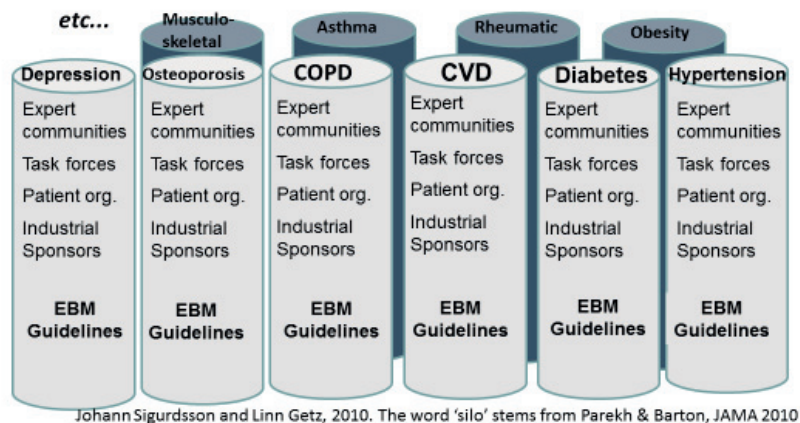 etc...
Musculo-
skeletal
Asthma
Rheumatic
Obesity
Depression
Expert
communities
Task forces
Patient org.
Industrial
Sponsors
EBM
Guidelines
Osteoporosis
Expert
communities
Task forces
Patient org.
Industrial
Sponsors
EBM
Guidelines
COPD
Expert
communities
Task forces
Patient org.
Industrial
Sponsors
EBM
Guidelines
CVD
Expert
communities
Task forces
Patient org.
Industrial
Sponsors
EBM
Guidelines
Diabetes
Expert
communities
Task forces
Patient org.
Industrial
Sponsors
EBM
Guidelines
Hypertension
Expert
communities
Task forces
Patient org.
Industrial
Sponsors
EBM
Guidelines
Johann Sigurdsson and Linn Getz, 2010. The word 'silo' stems from Parekh & Barton, JAMA 2010